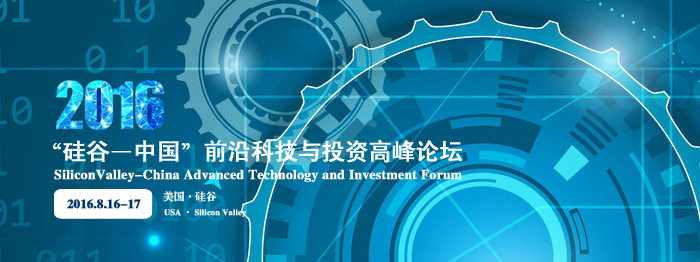 2016
“硅谷—中国”前沿科技与投资高峰论坛
SiliconValley-China Advanced Technology and Investment Forum
2016.8.16-17
美国·硅谷
USA · Silicon Valley